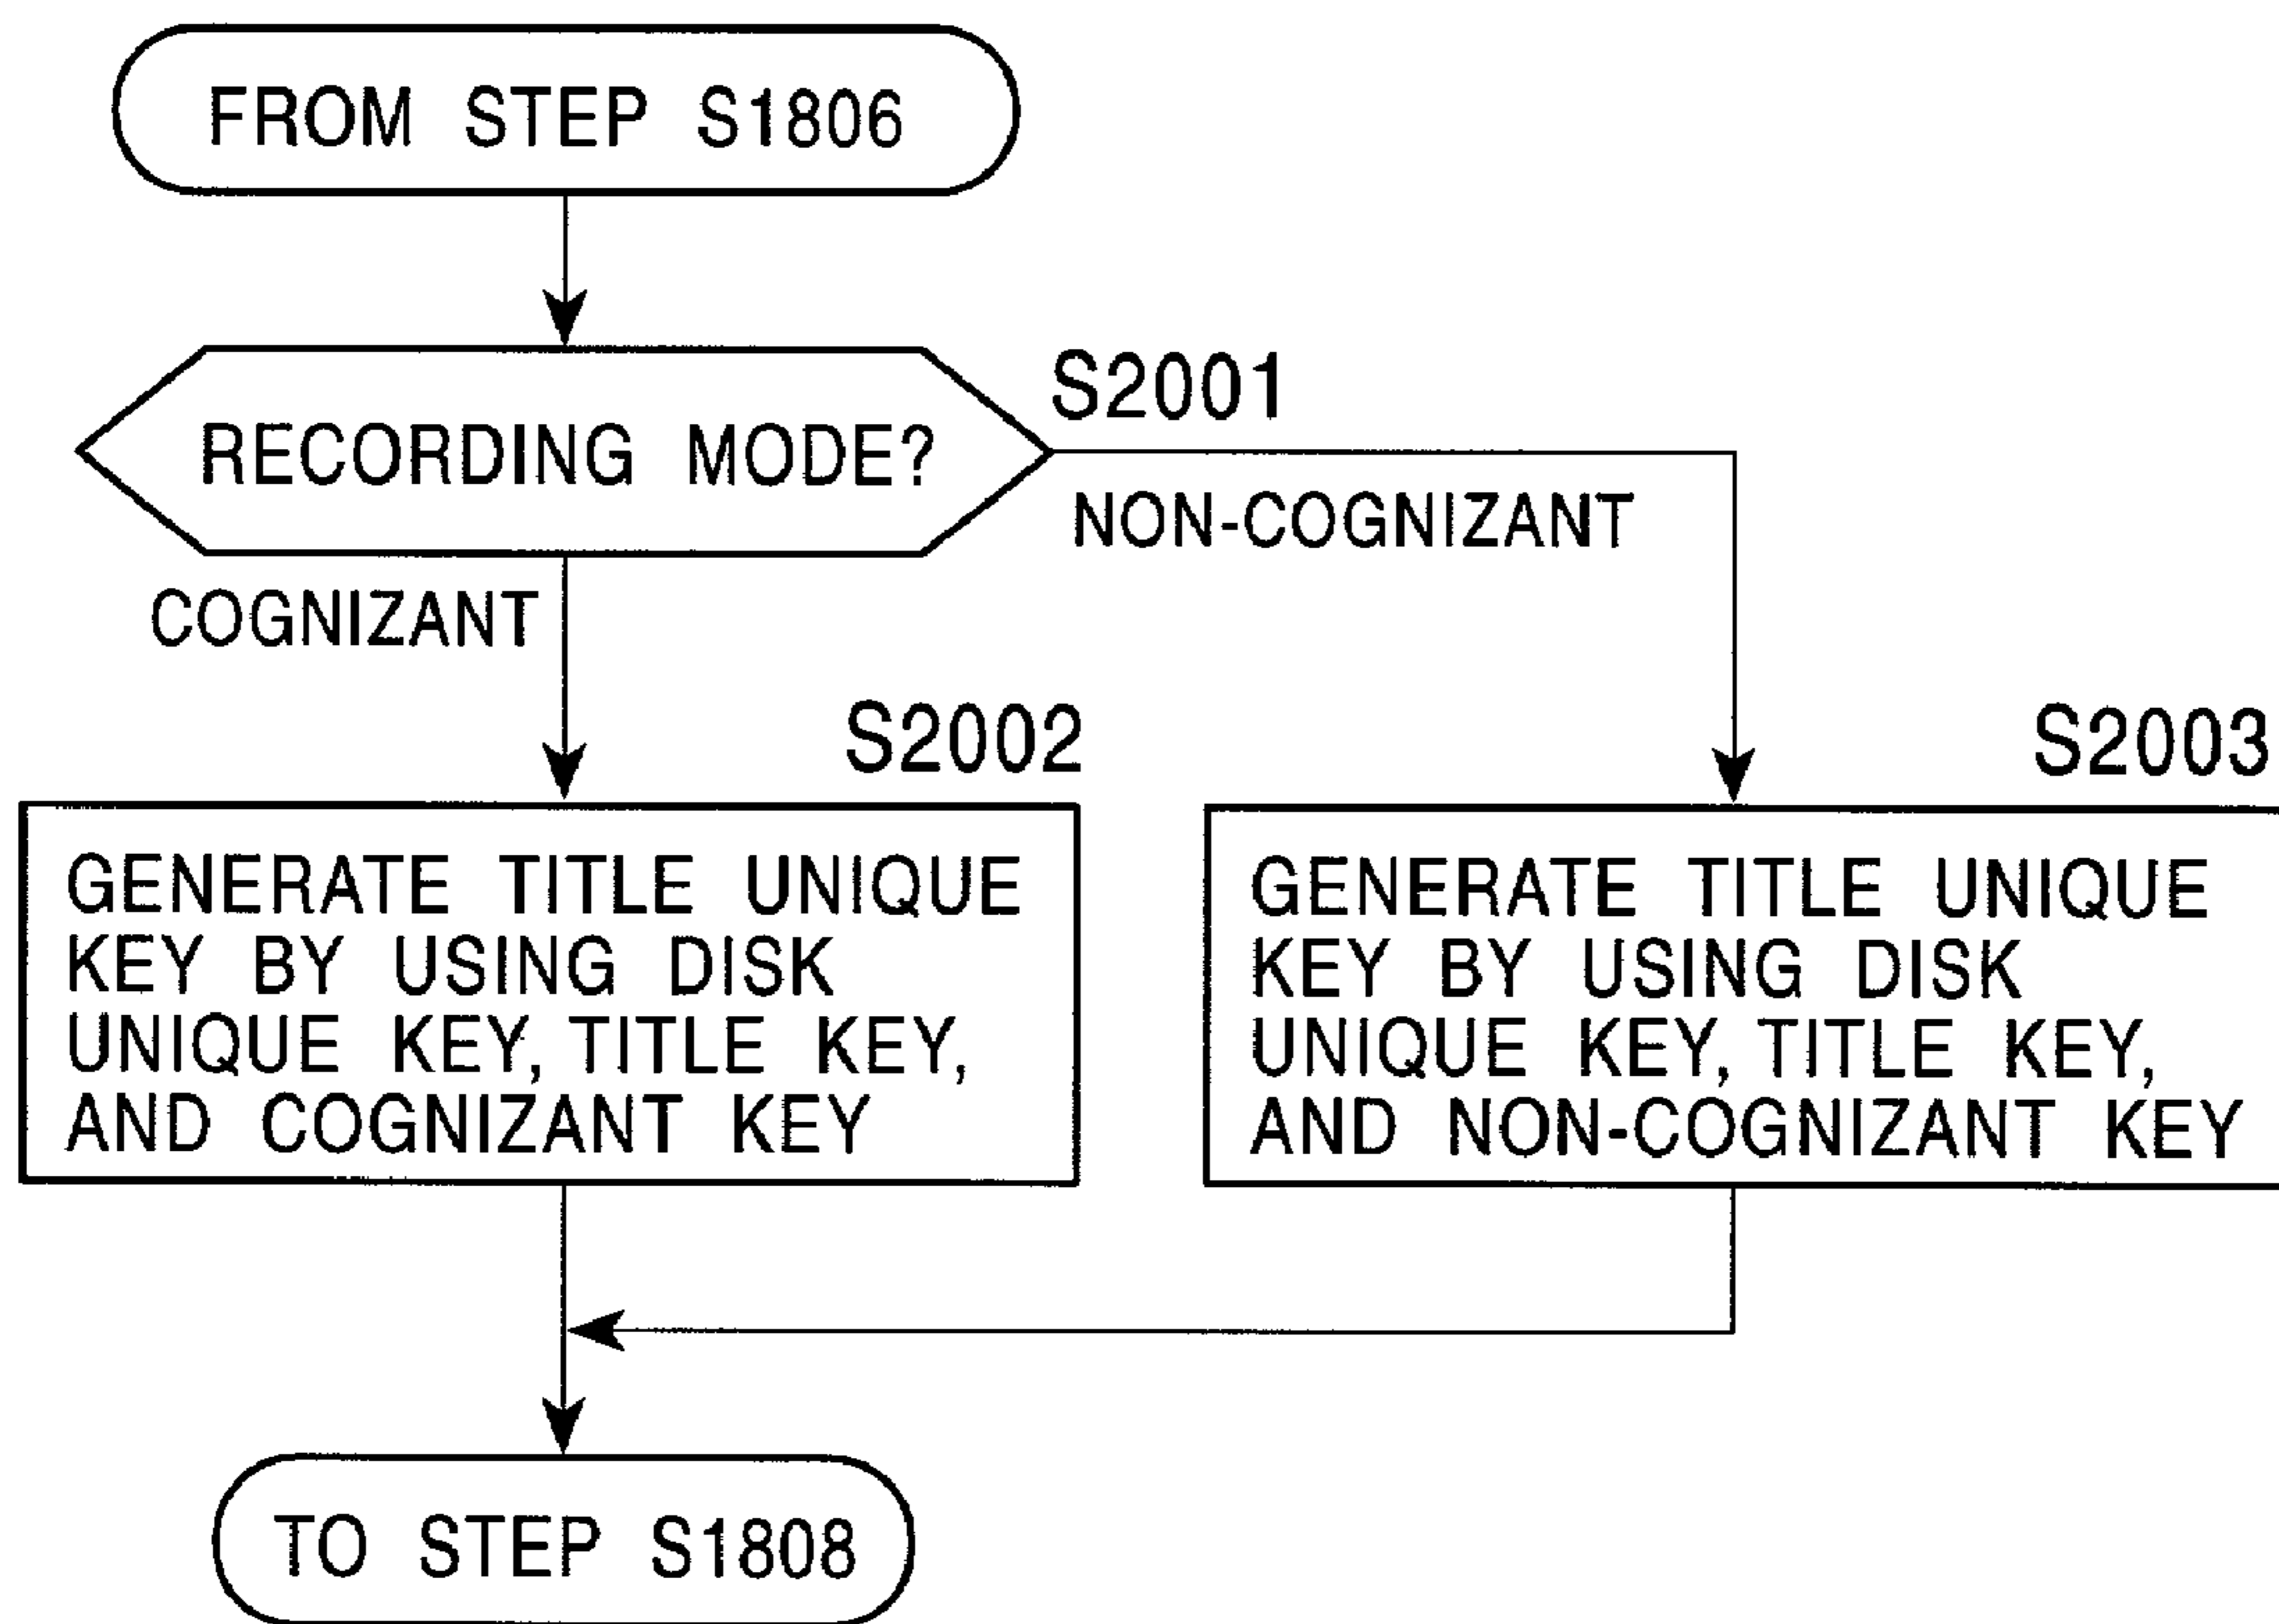 FROM STEP S1806
S2001
RECORDING MODE?
NON-COGNIZANT
COGNIZANT
S2002
GENERATE TITLE UNIQUE
KEY BY USING DISK
UNIQUE KEY, TITLE KEY,
AND COGNIZANT KEY
S2003
GENERATE TITLE UNIQUE
KEY BY USING DISK
UNIQUE KEY, TITLE KEY,
AND NON-COGNIZANT KEY
TO STEP S1808